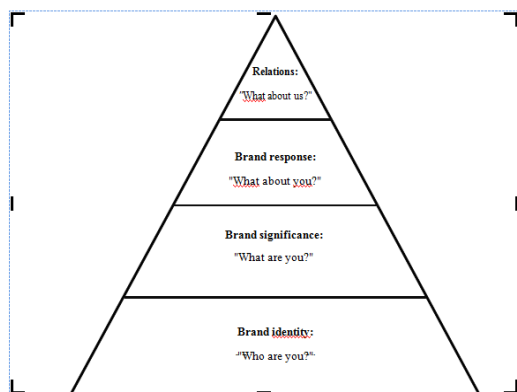 Relations:
"What about us?"
Brand response:
"What about you?"
Brand significance:
"What are you?"
Brand identity:
"Who are you?"